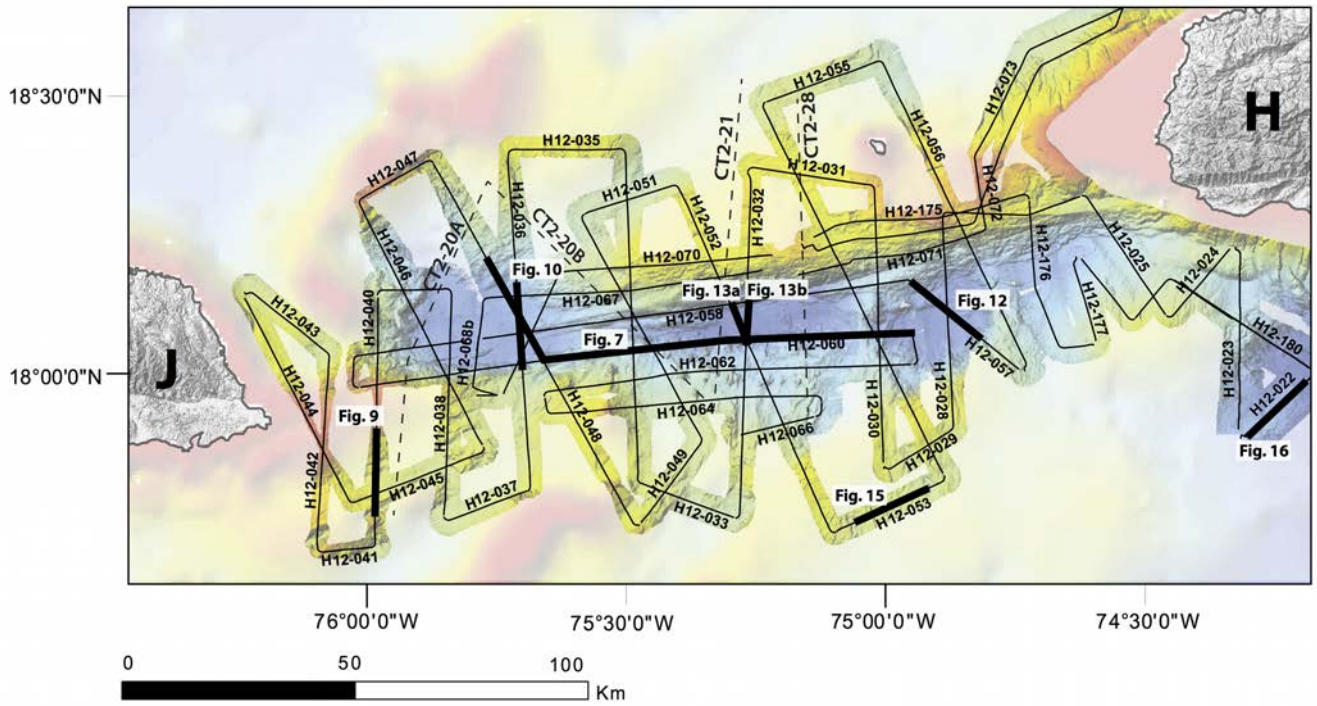 H12-055
H12-073
18°30'0"N
H
CT2-21
CT2-28
H12-056
H12-035
H12-047
H12-031
H12-051
H12-072
H12-036
H12-052
H12-032
H12-175
CT2-20A
CT2-20B
H12-046
H12-070
H12-071
H12-176
H12-025
H12-024
Fig. 10
H12-067
Fig. 13a
Fig. 13b
Fig. 12
H12-177
H12-043
H12-040
H12-068b
H12-058
Fig. 7
H12-060
H12-057
H12-180
J
18°00'0"N
H12-062
H12-023
H12-022
H12-044
Fig. 9
H12-038
H12-048
H12-064
H12-066
H12-030
H12-028
H12-029
Fig. 16
H12-042
H12-045
H12-037
H12-049
H12-033
Fig. 15
H12-053
H12-041
76°00'0"W
75°30'0"W
75°00'0"W
74°30'0"W
0
50
100
Km